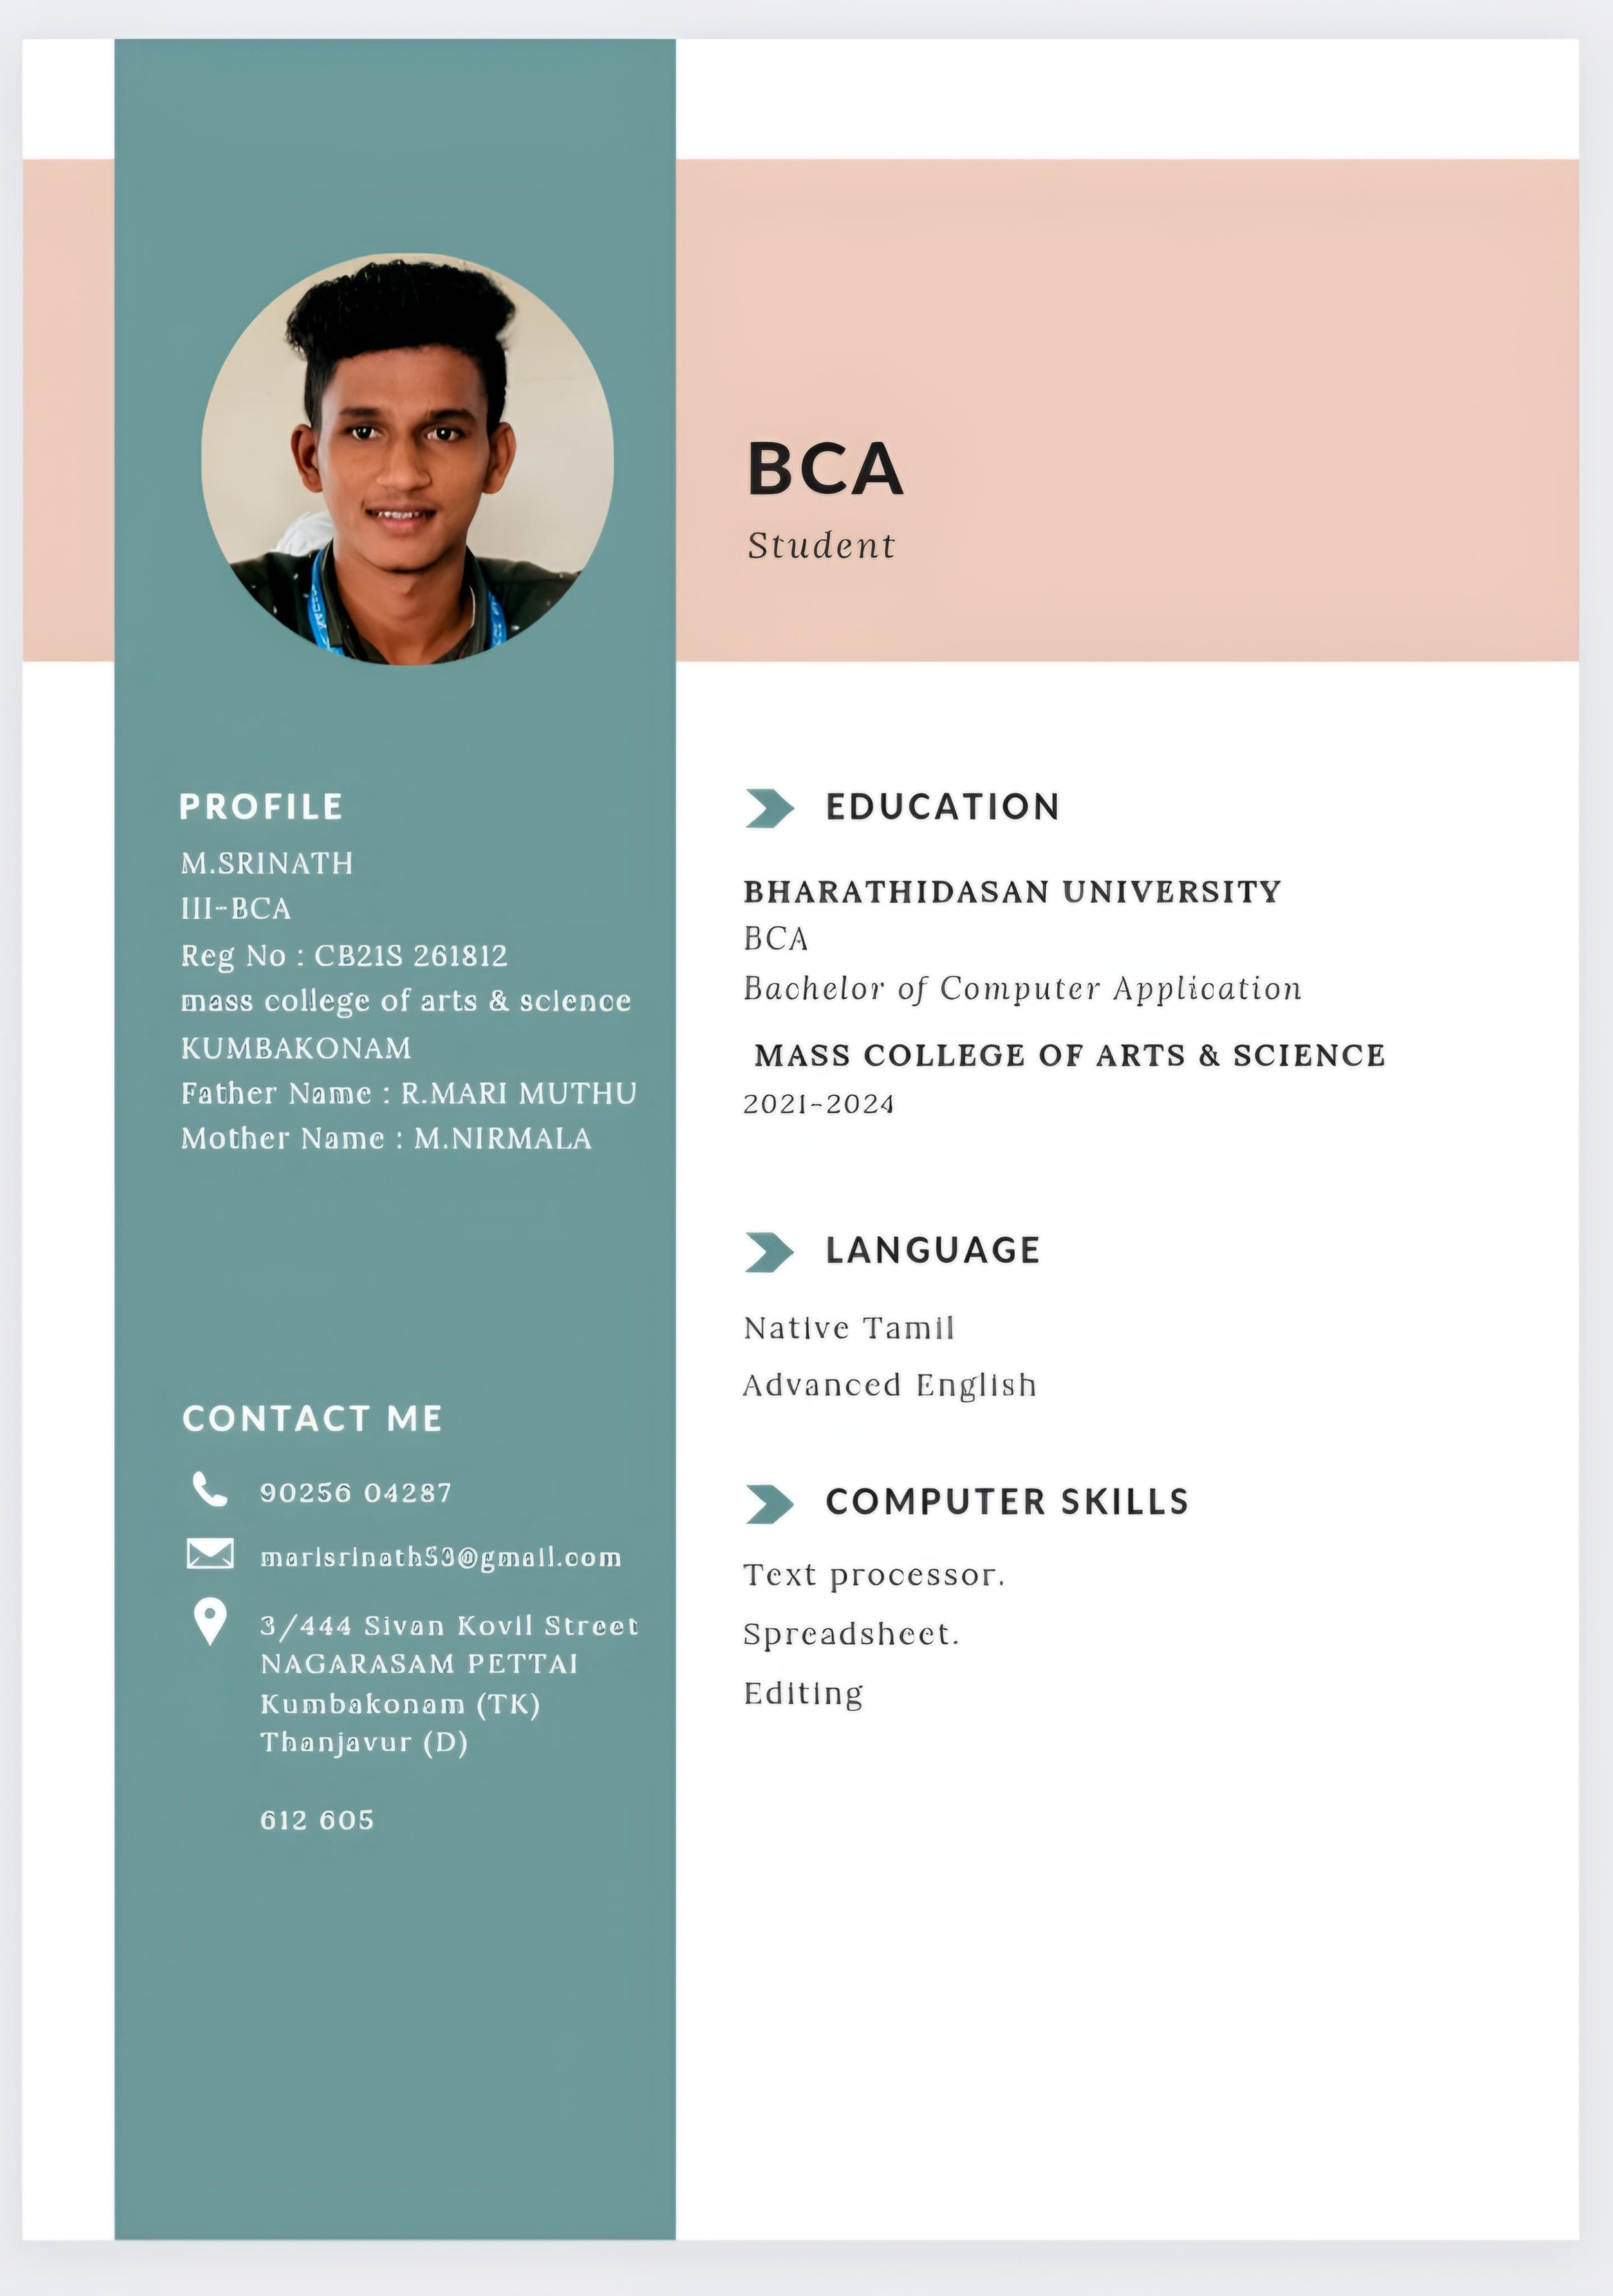 BCA
Student
PROFILE
M.SRINATH
III-BCA
Reg No : CB21S 261812
mass college of arts & science
KUMBAKONAM
Father Name : R.MARI MUTHU
Mother Name : M.NIRMALA
CONTACT ME
90256 04287
marisrinath53@gmail.com
3/444 Sivan Kovil Street
NAGARASAM PETTAI
Kumbakonam (TK)
Thanjavur (D)
612 605
EDUCATION
BHARATHIDASAN UNIVERSITY
BCA
Bachelor of Computer Application
MASS COLLEGE OF ARTS & SCIENCE
2021-2024
LANGUAGE
Native Tamil
Advanced English
COMPUTER SKILLS
Text processor.
Spreadsheet.
Editing